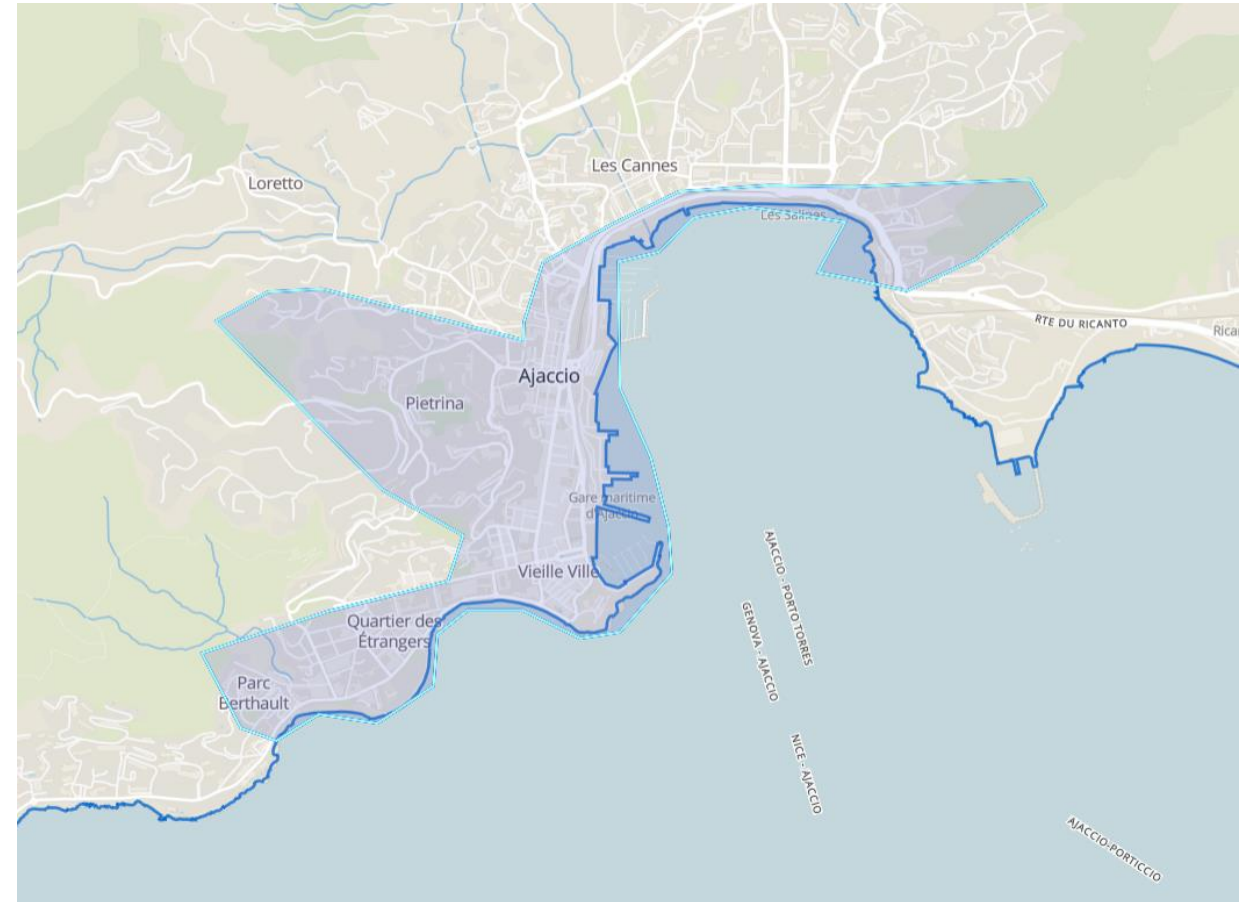 Les Cannes
Loretto
Les Salines
RTE DU RICANTO
Rica
Ajaccio
Pietrina
Gare maritime
d'Ajaccio
AJACCIO - PORTO TORRES
Vieille Ville
GENOVA - AJACCIO
Quartier des
Étrangers
Parc
Berthault
NICE - AJACCIO
AJACCIO-PORTICCIO